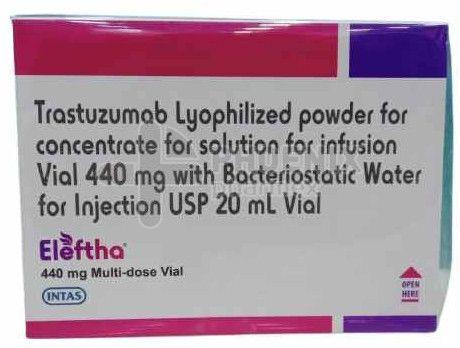 Trastuzumab Lyophilized powder for
concentrate for solution for infusion
Vial 440 mg with Bacteriostatic Water
for Injection USP 20 mL Vial
Eleftha®
440 mg Multi-dose Vial
INTAS
OPEN
HERE